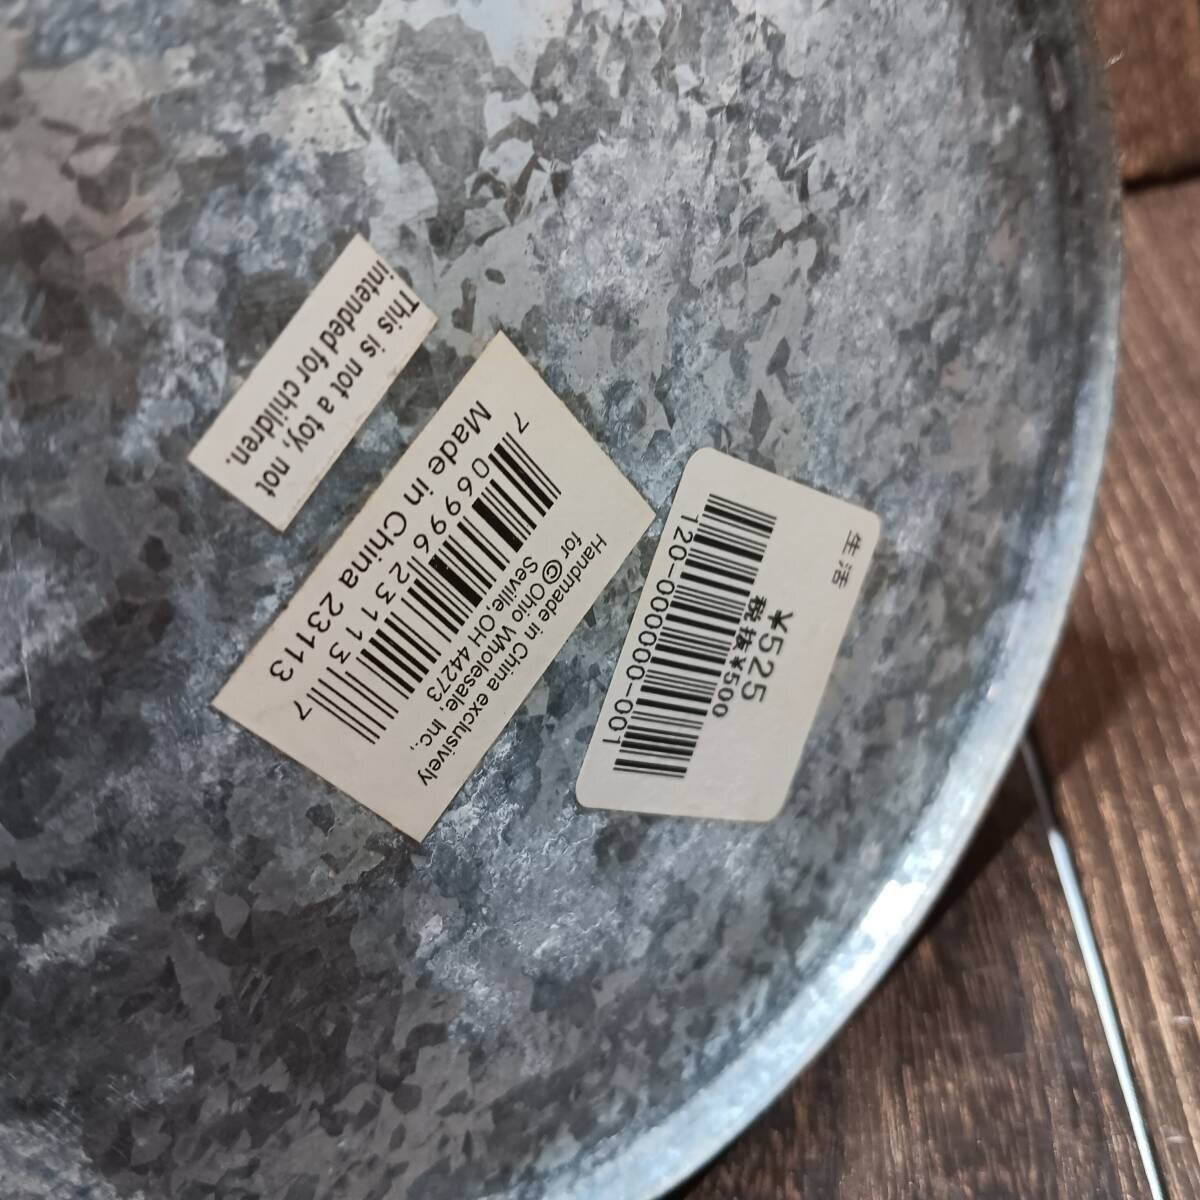 This is not a toy, not
intended for children.
Handmade in China exclusively
for ©Ohio Wholesale, Inc.,
Seville, OH 44273
7 06996 23113 7
Made in China 23113
生活
¥525
税抜¥500
120-000000-001